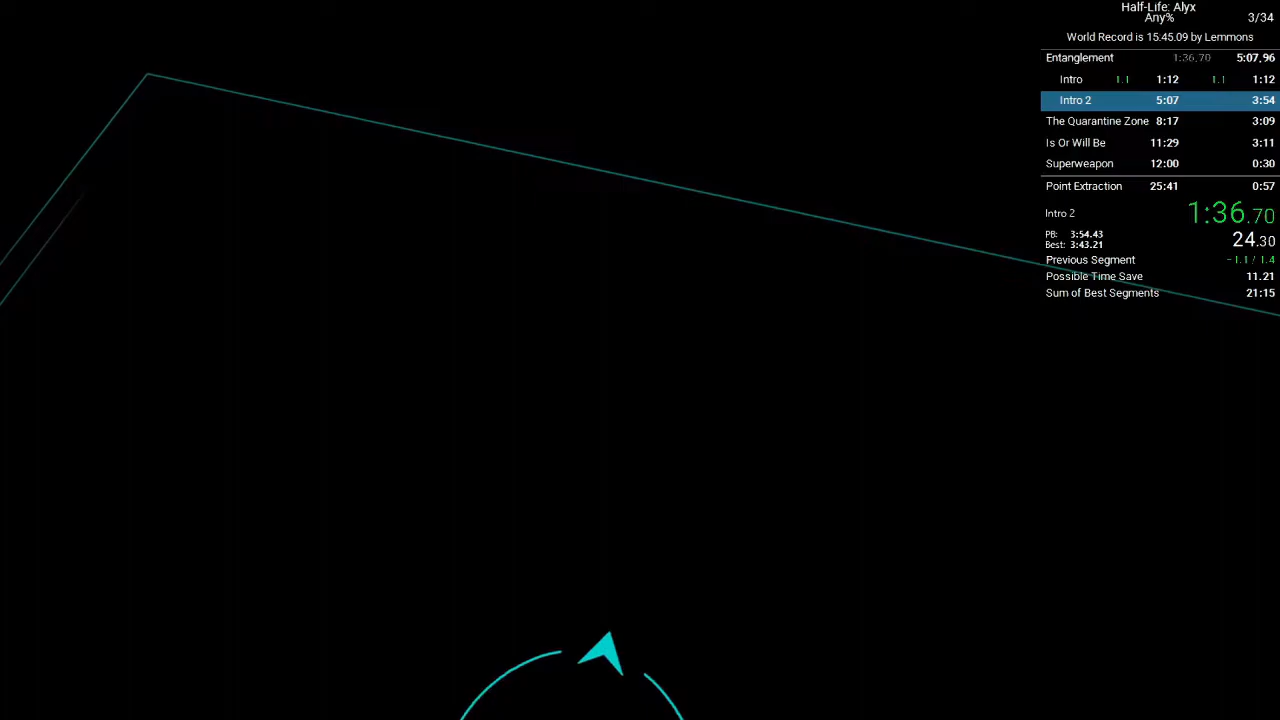 Half-Life: Alyx
Any% 3/34
World Record is 15.45.09 by Lemmons
Entanglement 1:36.70 5:07.96
Intro 1.1 1:12 1.1 1:12
Intro 2 5:07 3:54
The Quarantine Zone 8:17 3:09
Is Or Will Be 11:29 3:11
Superweapon 12:00 0:30
Point Extraction 25:41 0:57
Intro 2 1:36.70
PB: 3:54.43
Best: 3:43.21 24.30
Previous Segment -1.1 / 1.4
Possible Time Save 11.21
Sum of Best Segments 21:15